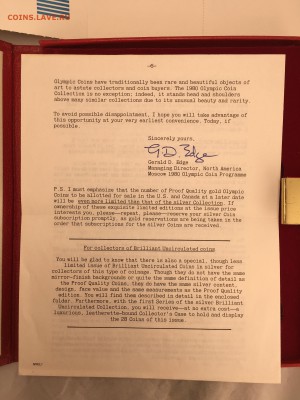 COINS.LAVE.RU
-6-
Olympic Coins have traditionally been rare and beautiful objects of
art to astute collectors and coin buyers. The 1980 Olympic Coin
Collection is no exception; indeed, it stands head and shoulders
above many similar collections due to its unusual beauty and rarity.
To avoid possible disappointment, I hope you will take advantage of
this opportunity at your very earliest convenience. Today, if
possible.
Sincerely yours,
G D Edge
Gerald D. Edge
Managing Director, North America
Moscow 1980 Olympic Coin Programme
P.S. I must emphasize that the number of Proof Quality gold Olympic
Coins to be allotted for sale in the U.S. and Canada at a later date
will be even more limited than that of the silver Collection. If
ownership of these exquisite limited editions at the issue price
interests you, please--repeat, please--reserve your silver Coin
subscription promptly, as gold reservations are being taken in the
order that subscriptions for the silver Coins are received.
For collectors of Brilliant Uncirculated coins
You will be glad to know that there is also a special, though less
limited issue of Brilliant Uncirculated Coins in silver for
collectors of this type of coinage. Though they do not have the same
mirror-finish backgrounds or quite the same definition of detail as
the Proof Quality Coins, they do have the same silver content,
design, face value and the same measurements as the Proof Quality
edition. You will find them described in detail in the enclosed
folder. Furthermore, with the first Series of the silver Brilliant
Uncirculated Collection, you will receive--at no extra cost--a
luxurious, leatherette-bound Collector's Case to hold and display
the 28 Coins of this issue.